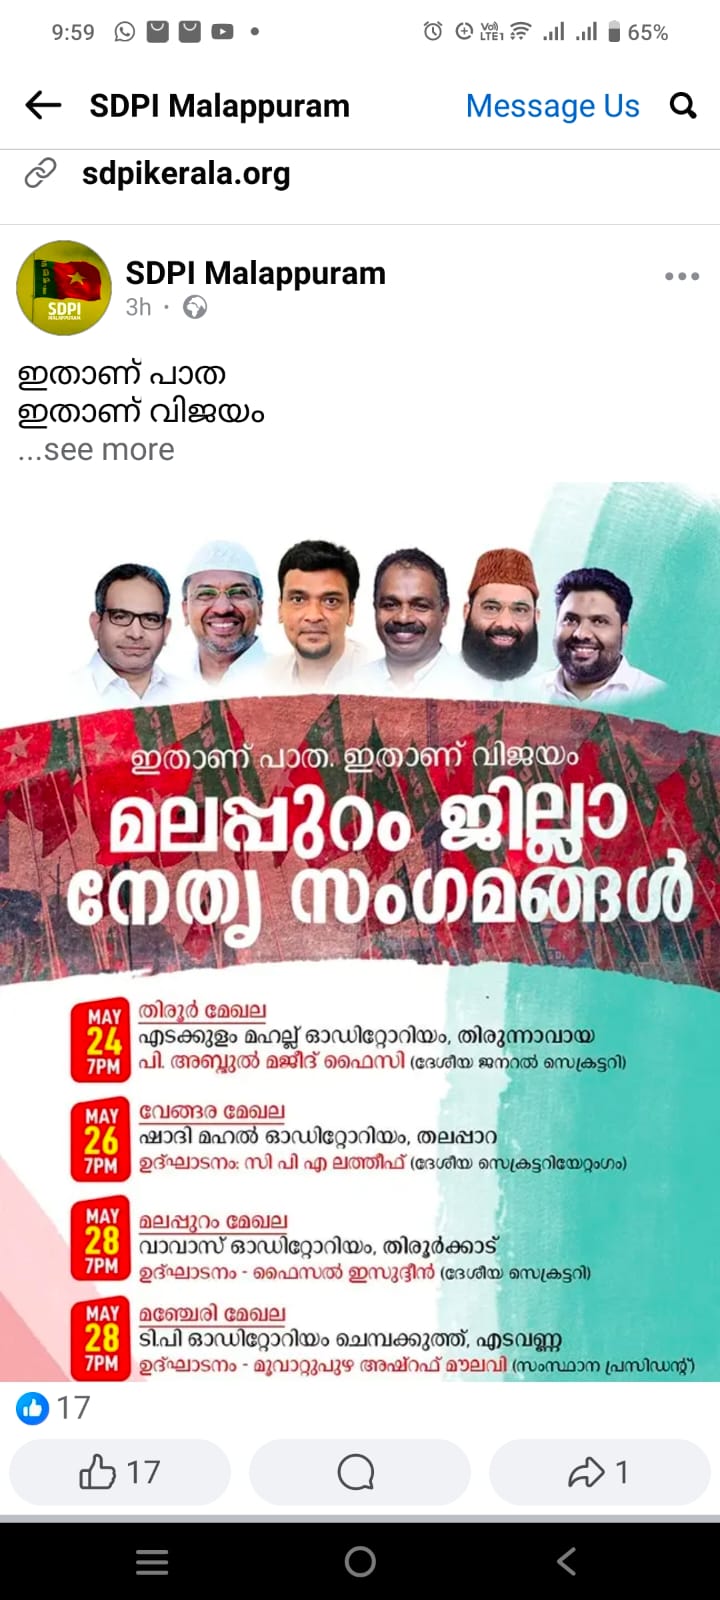 9:59
VoD) LTE1
65%
SDPI Malappuram
Message Us
sdpikerala.org
SDPI
MALAPPURAM
SDPI Malappuram
3h ·
ഇതാണ് പാത
ഇതാണ് വിജയം
...see more
ഇതാണ് പാത. ഇതാണ് വിജയം
മലപ്പുറം ജില്ലാ
നേതൃ സംഗമങ്ങൾ
MAY
24
7PM
തിരൂർ മേഖല
എടക്കുളം മഹല്ല് ഓഡിറ്റോറിയം, തിരുന്നാവായ
പി. അബ്ദുൽ മജീദ് ഫൈസി (ദേശീയ ജനറൽ സെക്രട്ടറി)
MAY
26
7PM
വേങ്ങര മേഖല
ഷാദി മഹൽ ഓഡിറ്റോറിയം, തലപ്പാറ
ഉദ്ഘാടനം: സി പി എ ലത്തീഫ് (ദേശീയ സെക്രട്ടറിയേറ്റംഗം)
MAY
28
7PM
മലപ്പുറം മേഖല
വാവാസ് ഓഡിറ്റോറിയം, തിരൂർക്കാട്
ഉദ്ഘാടനം - ഫൈസൽ ഇസുദ്ദീൻ (ദേശീയ സെക്രട്ടറി)
MAY
28
7PM
മഞ്ചേരി മേഖല
ടി.പി ഓഡിറ്റോറിയം ചെമ്പക്കുത്ത്, എടവണ്ണ
ഉദ്ഘാടനം - മൂവാറ്റുപുഴ അഷ്റഫ് മൗലവി (സംസ്ഥാന പ്രസിഡന്റ്)
17
17
1